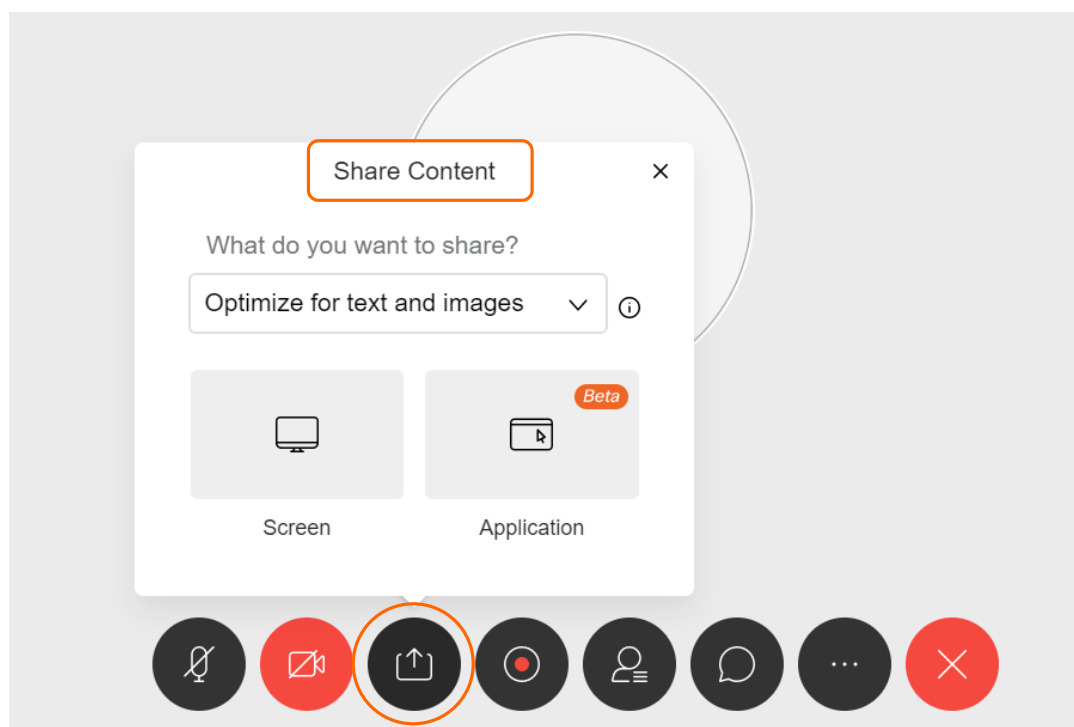 Share Content
What do you want to share?
Optimize for text and images
Beta
Screen
Application